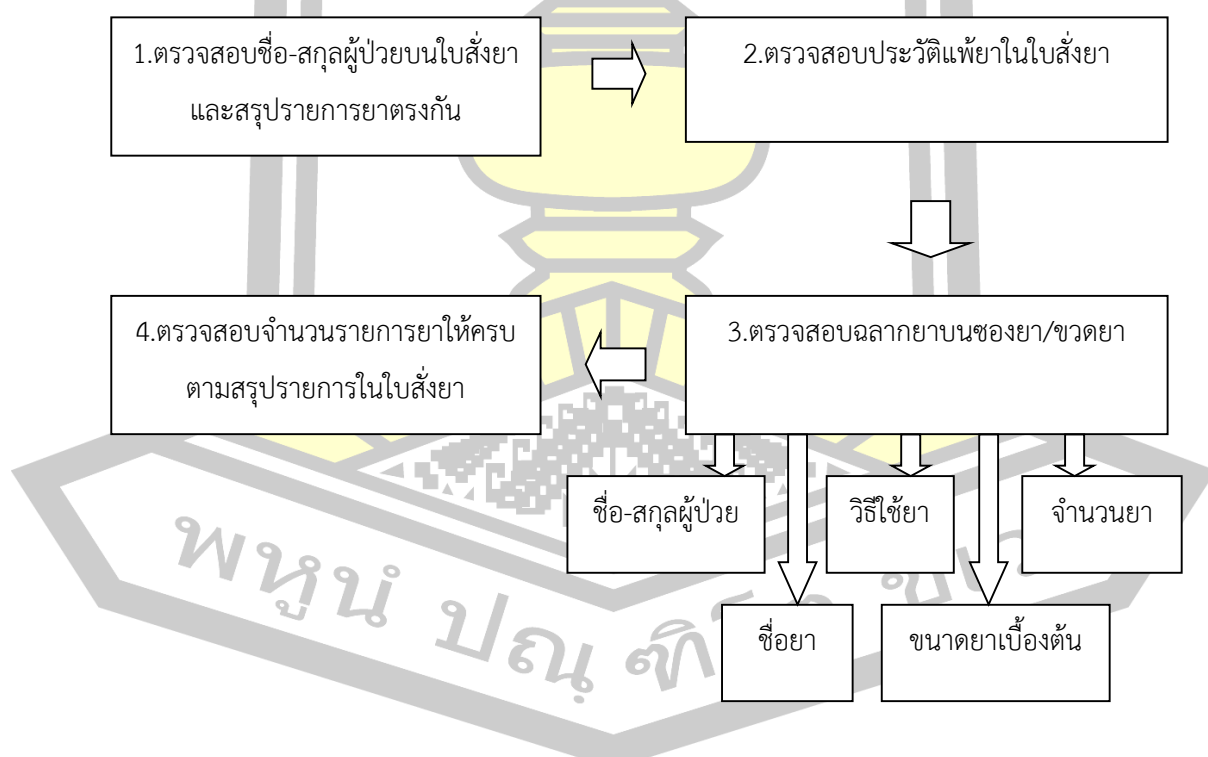 1.ตรวจสอบชื่อ-สกุลผู้ป่วยบนใบสั่งยา
และสรุปรายการยาตรงกัน
2.ตรวจสอบประวัติแพ้ยาในใบสั่งยา
3.ตรวจสอบฉลากยาบนซองยา/ขวดยา
4.ตรวจสอบจำนวนรายการยาให้ครบ
ตามสรุปรายการในใบสั่งยา
ชื่อ-สกุลผู้ป่วย
วิธีใช้ยา
จำนวนยา
ชื่อยา
ขนาดยาเบื้องต้น
พหูนํ ปณฺ